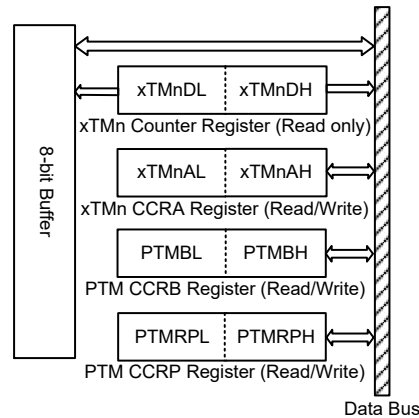 8-bit Buffer
xTMnDL xTMnDH
xTMn Counter Register (Read only)
xTMnAL xTMnAH
xTMn CCRA Register (Read/Write)
PTMBL PTMBH
PTM CCRB Register (Read/Write)
PTMRPL PTMRPH
PTM CCRP Register (Read/Write)
Data Bus